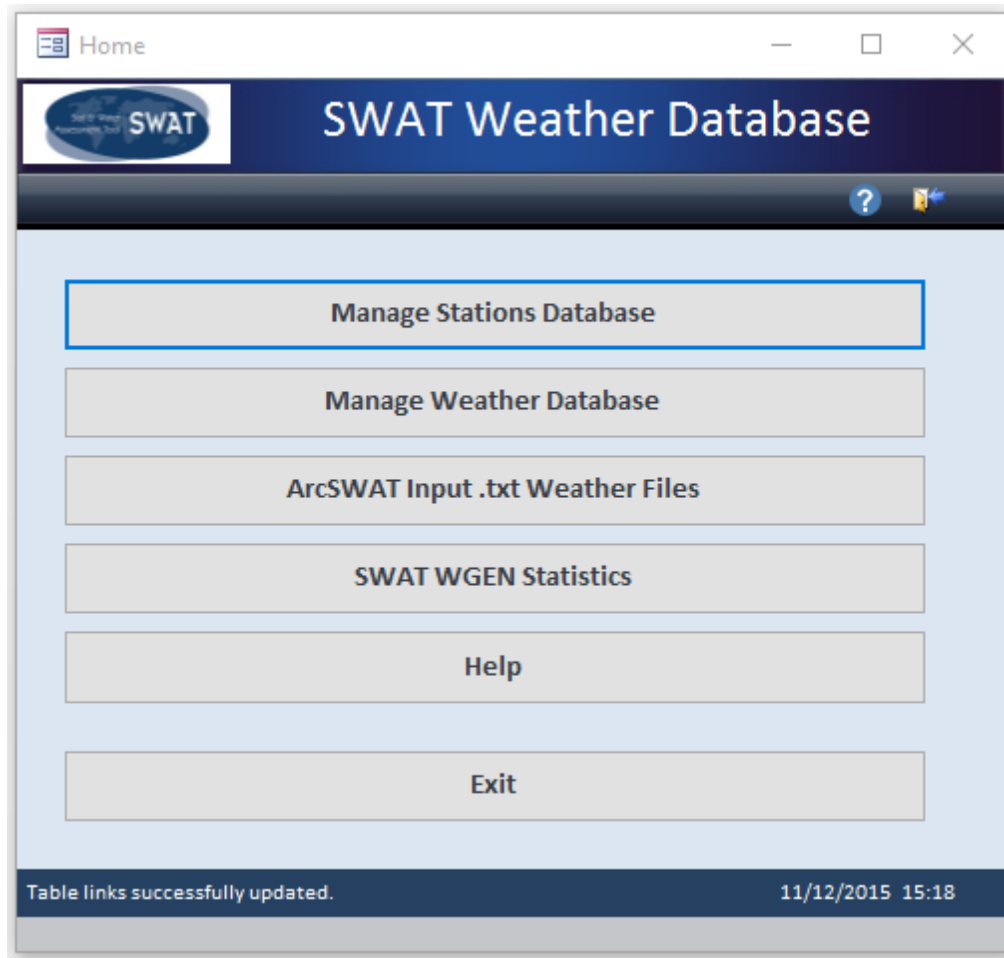 Home
SWAT
SWAT Weather Database
?
Manage Stations Database
Manage Weather Database
ArcSWAT Input .txt Weather Files
SWAT WGEN Statistics
Help
Exit
Table links successfully updated. 11/12/2015 15:18